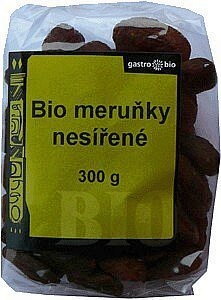 gastro bio
Bio meruňky
nesířené
300 g
BIO